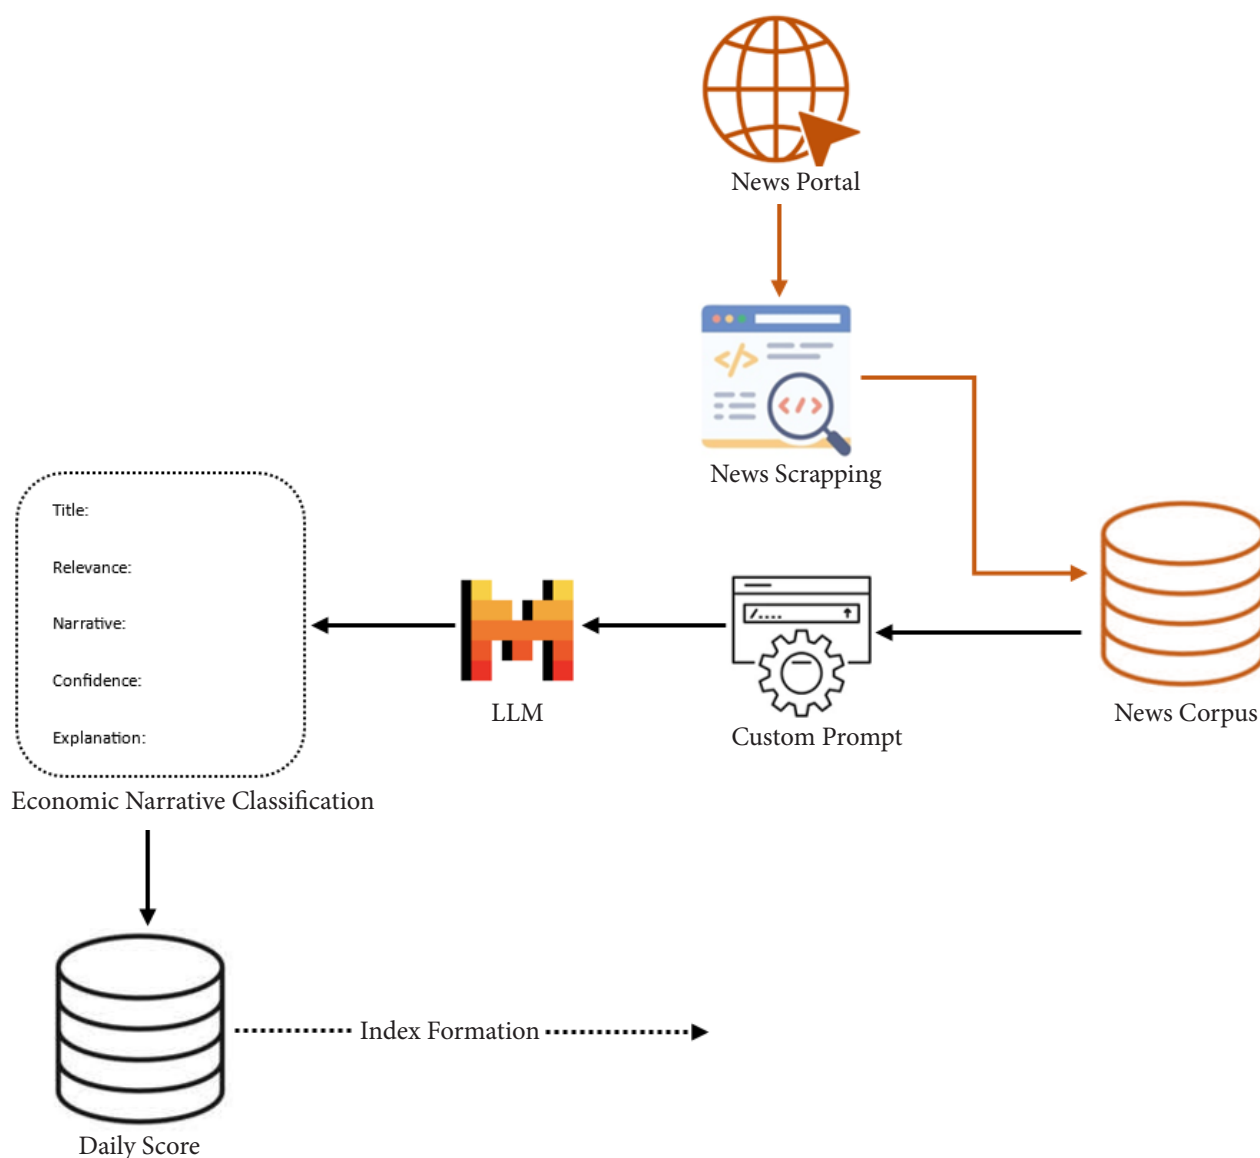 News Portal
News Scrapping
Title:
Relevance:
Narrative:
Confidence:
Explanation:
/....
LLM
Custom Prompt
News Corpus
Economic Narrative Classification
Index Formation
Daily Score